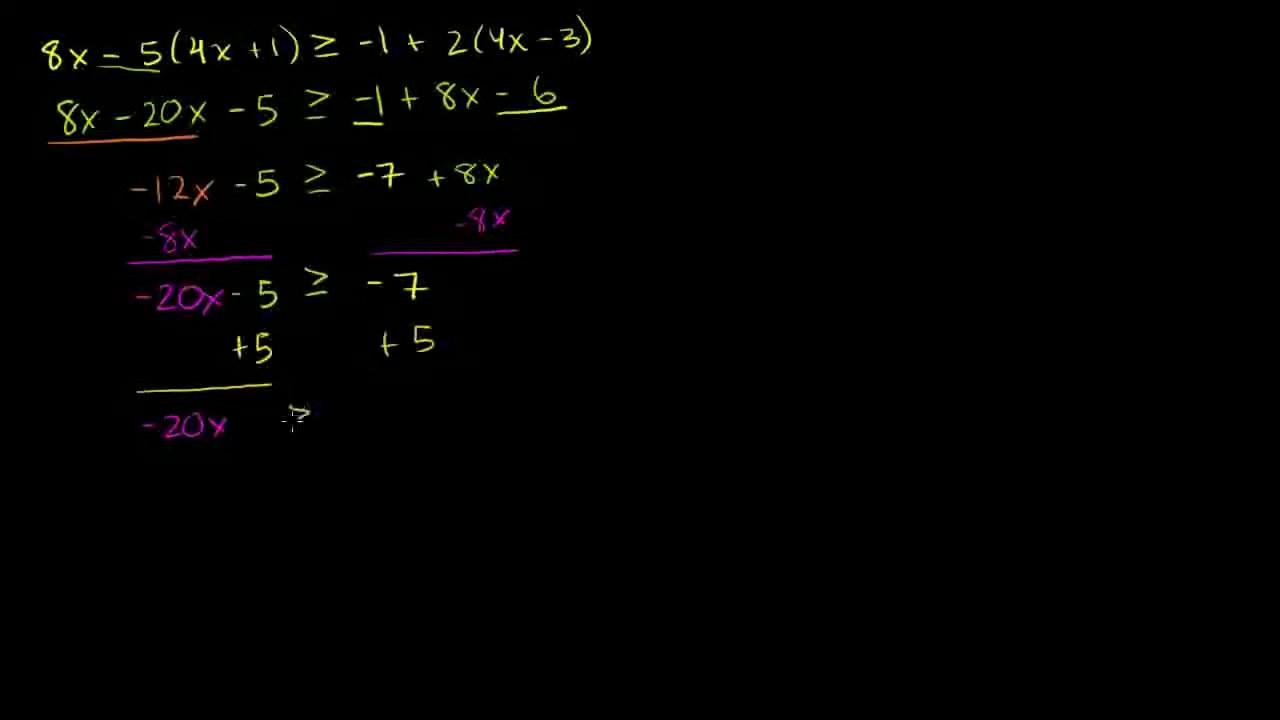 8x - 5(4x + 1) ≥ -1 + 2(4x - 3)
8x - 20x - 5 ≥ -1 + 8x - 6
-12x - 5 ≥ -7 + 8x
-8x -8x
-20x - 5 ≥ -7
+5 +5
-20x ≥